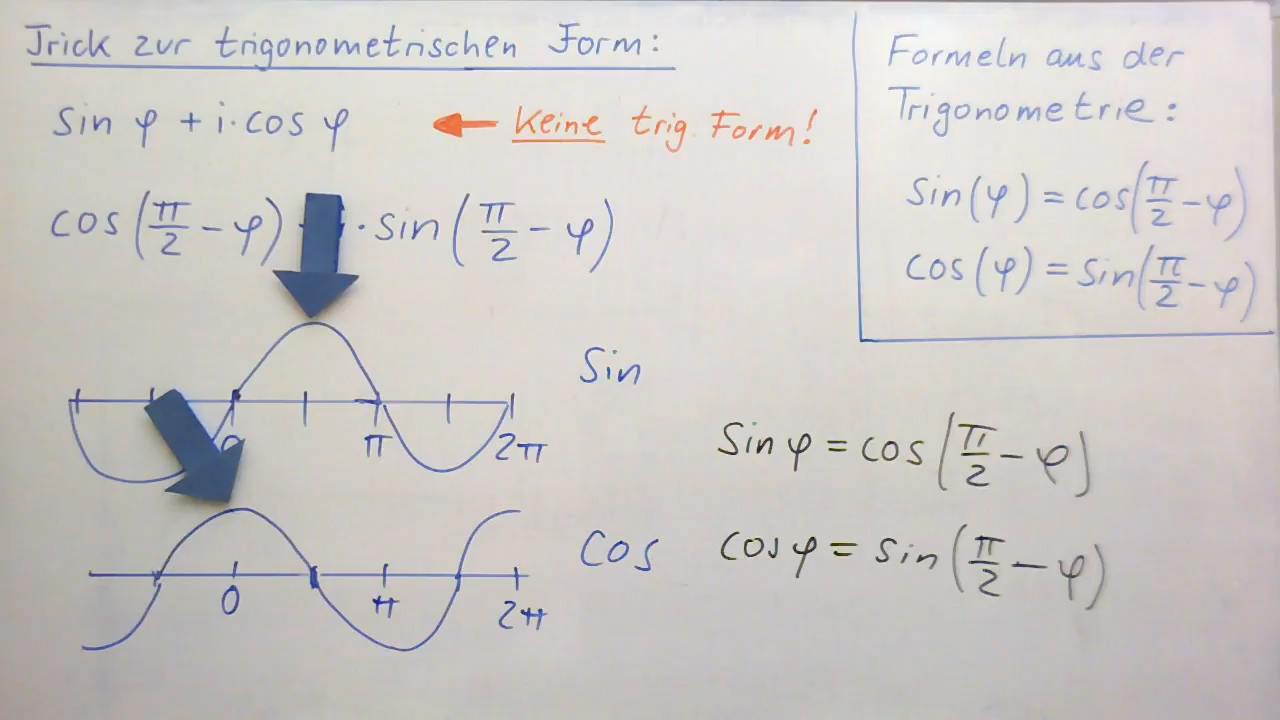 Trick zur trigonometrischen Form:
sin φ + i·cos φ
Keine trig Form!
cos(π/2 - φ) · sin(π/2 - φ)
Formeln aus der
Trigonometrie:
sin(φ) = cos(π/2 - φ)
cos(φ) = sin(π/2 - φ)
Sin
π
2π
sin φ = cos(π/2 - φ)
Cos
cos φ = sin(π/2 - φ)
0
π
2π